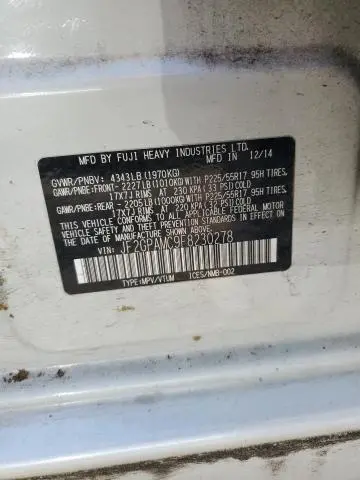 MFD BY FUJI HEAVY INDUSTRIES LTD. IN 12/14
GVWR/PNBV: 4343LB(1970KG)
GAWR/PNBE:FRONT- 2227LB(1010KG)WITH P225/55R17 95H TIRES,
17X7J RIMS AT 230 KPA(33 PSI)COLD
GAWR/PNBE:REAR- 2205LB(1000KG)WITH P225/55R17 95H TIRES,
17X7J RIMS AT 220 KPA(32 PSI)COLD
THIS VEHICLE CONFORMS TO ALL APPLICABLE
FEDERAL MOTOR VEHICLE SAFETY, BUMPER, AND
THEFT PREVENTION STANDARDS IN EFFECT ON THE
DATE OF MANUFACTURE SHOWN ABOVE.
VIN: JF2GPAMC9F8230278
TYPE:MPV/VTUM ICES/NMB-002